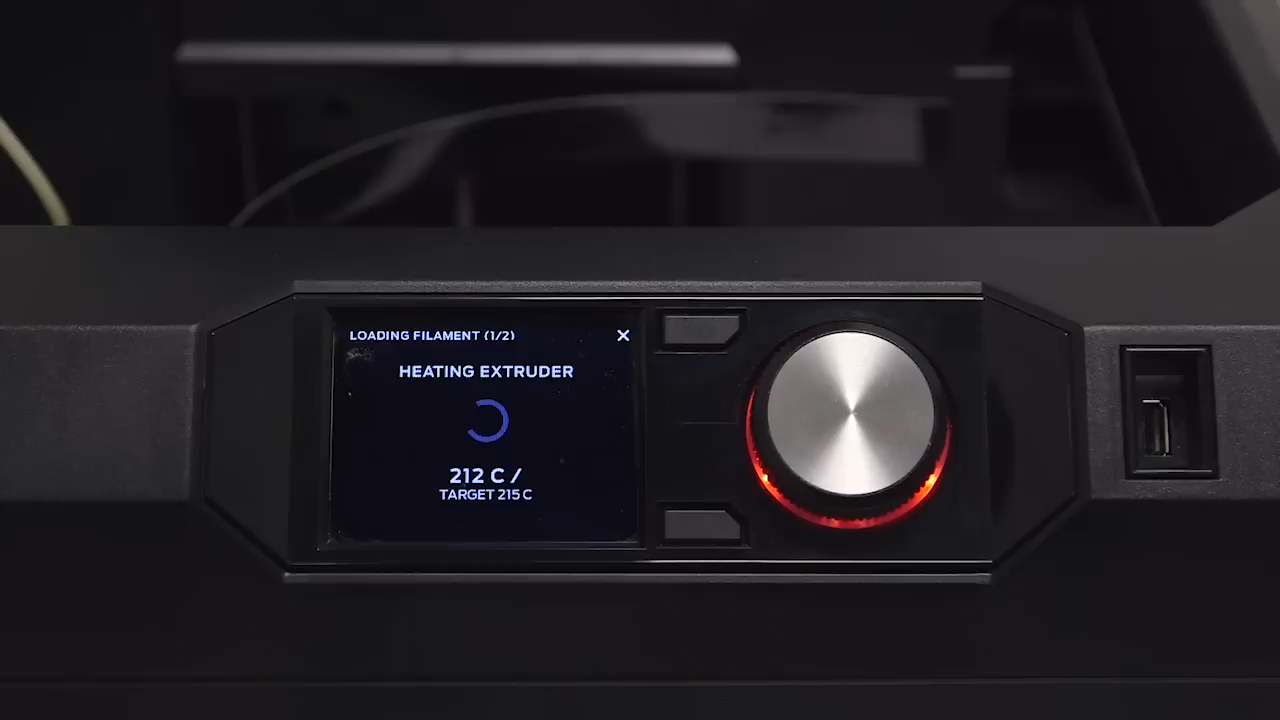 LOADING FILAMENT (1/2) X
HEATING EXTRUDER
212 C /
TARGET 215 C